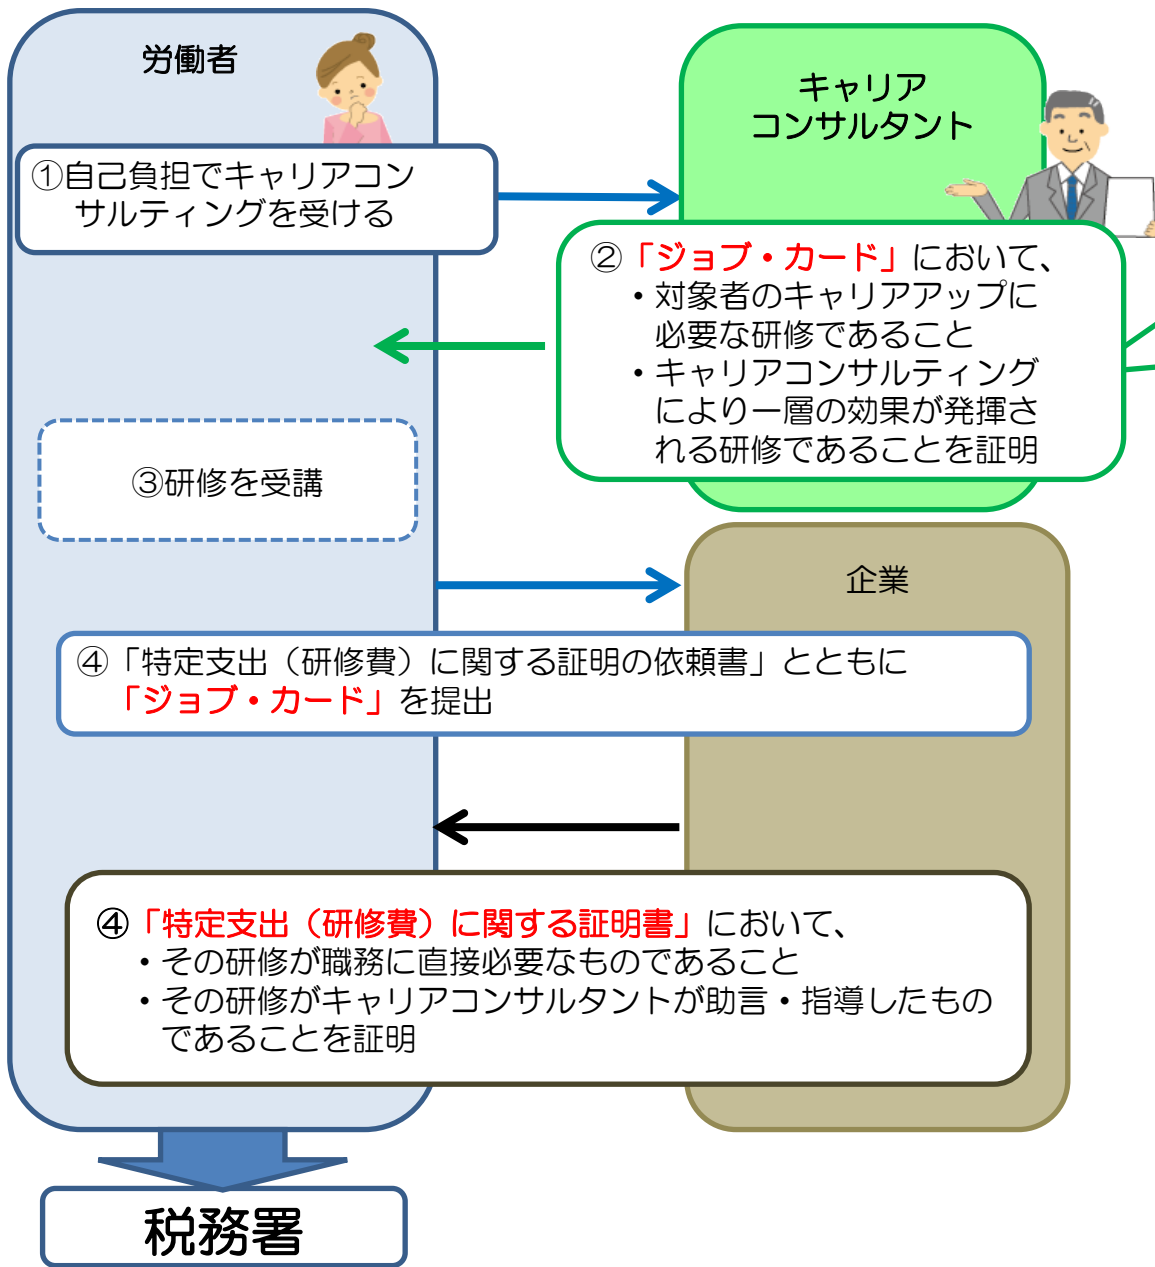 労働者
①自己負担でキャリアコン
サルティングを受ける
キャリア
コンサルタント
②「ジョブ・カード」において、
・対象者のキャリアアップに
必要な研修であること
・キャリアコンサルティング
により一層の効果が発揮さ
れる研修であることを証明
③研修を受講
企業
④「特定支出（研修費）に関する証明の依頼書」とともに
「ジョブ・カード」を提出
④「特定支出（研修費）に関する証明書」において、
・その研修が職務に直接必要なものであること
・その研修がキャリアコンサルタントが助言・指導したもの
であることを証明
税務署